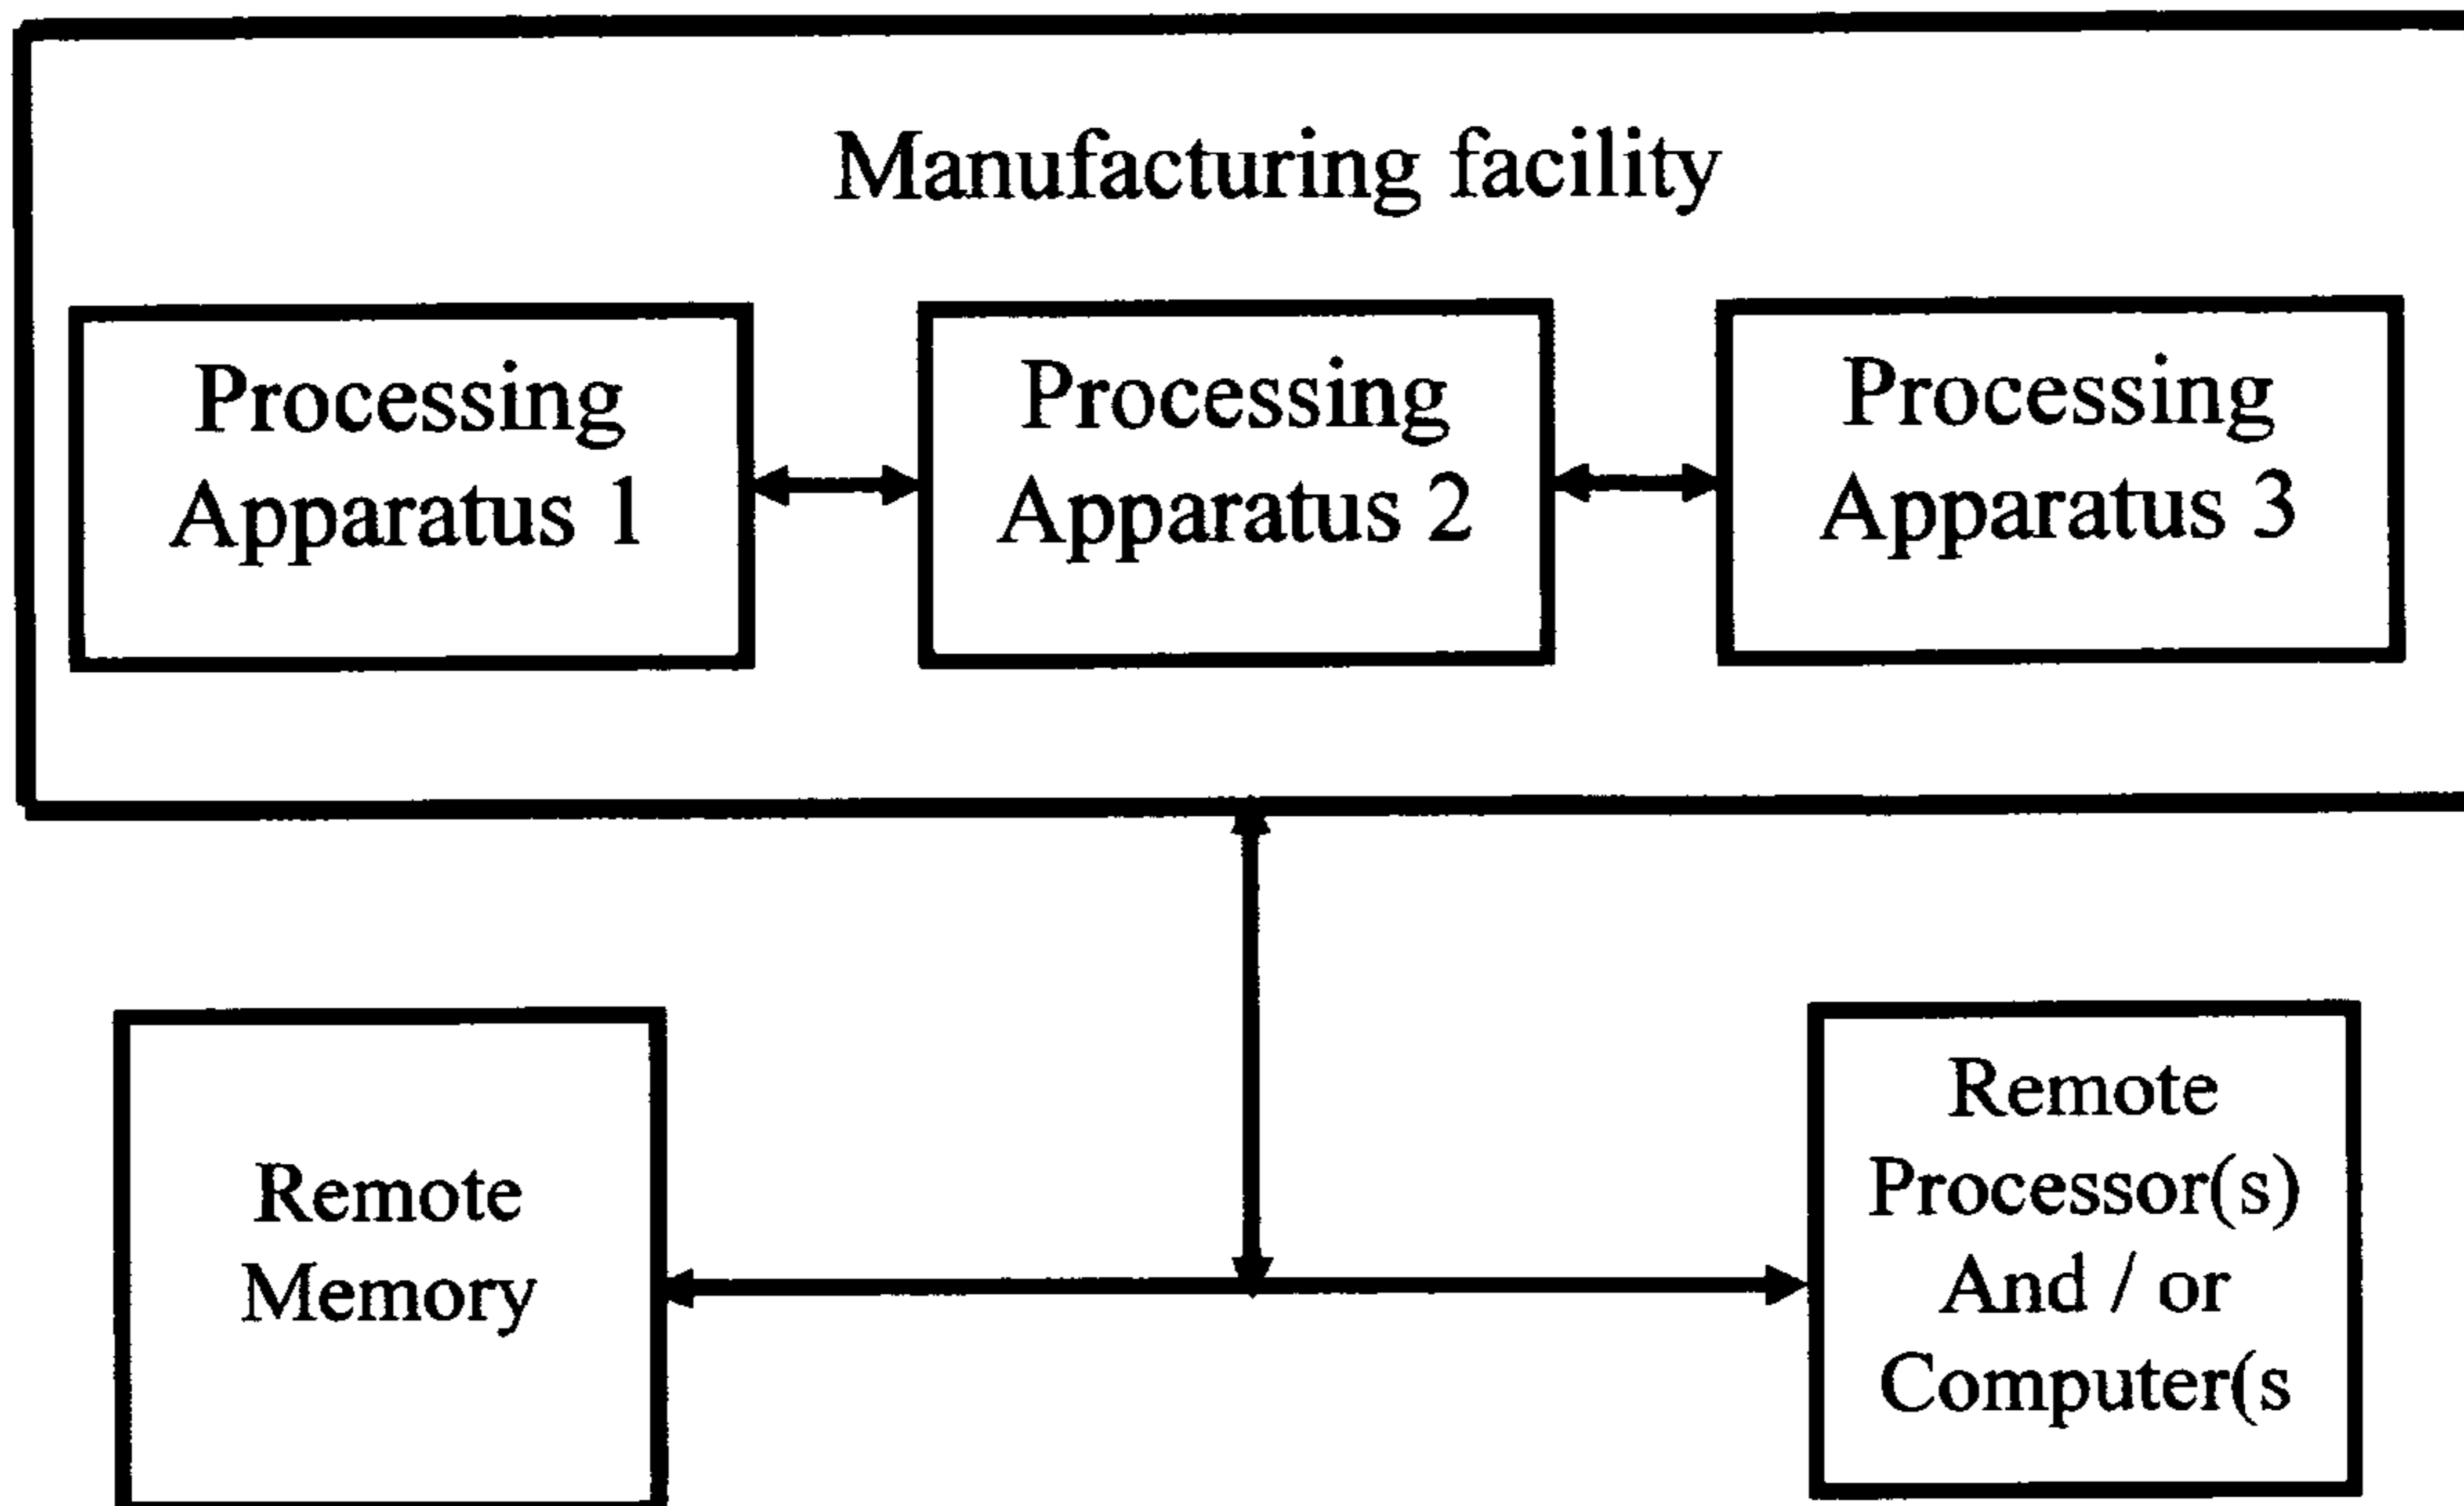 Manufacturing facility
Processing
Apparatus 1
Processing
Apparatus 2
Processing
Apparatus 3
Remote
Memory
Remote
Processor(s)
And / or
Computer(s